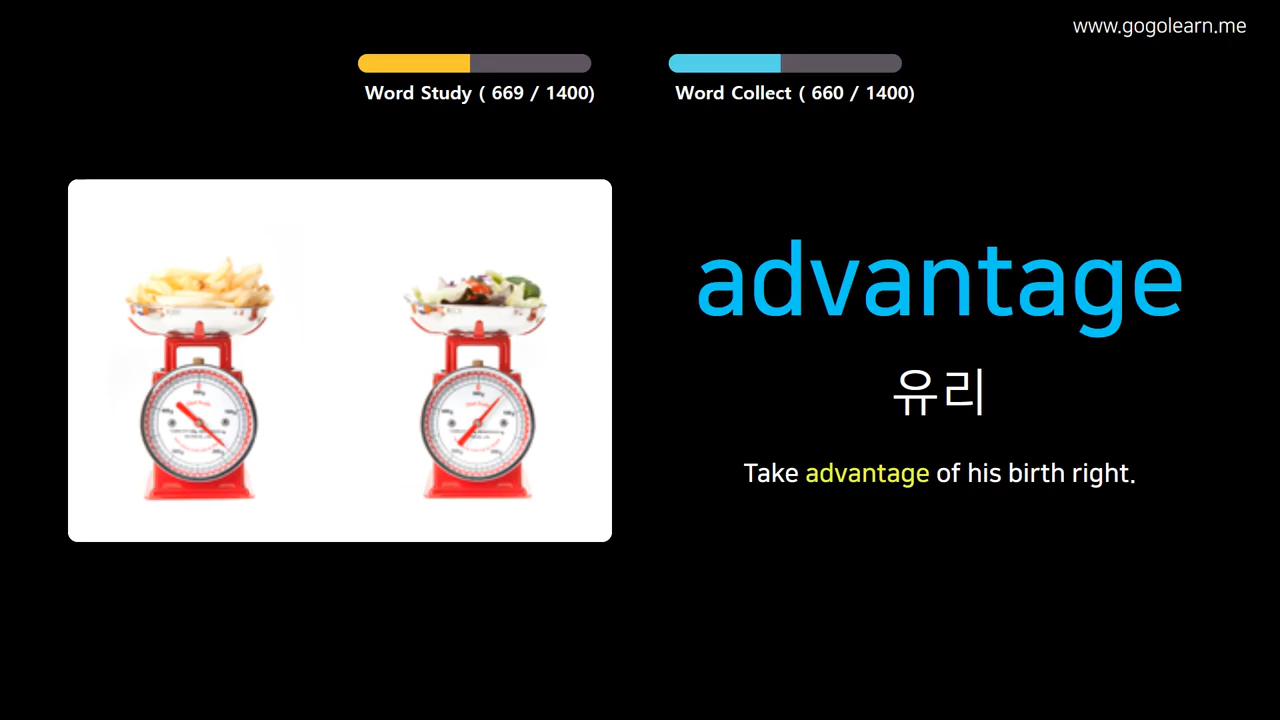 www.gogolearn.me
Word Study ( 669 / 1400)
Word Collect ( 660 / 1400)
advantage
유리
Take advantage of his birth right.